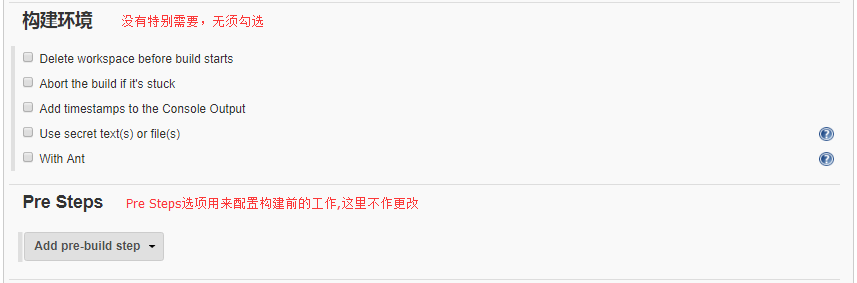 构建环境 没有特别需要，无须勾选
Delete workspace before build starts
Abort the build if it's stuck
Add timestamps to the Console Output
Use secret text(s) or file(s)
With Ant
Pre Steps Pre Steps选项用来配置构建前的工作,这里不作更改
Add pre-build step